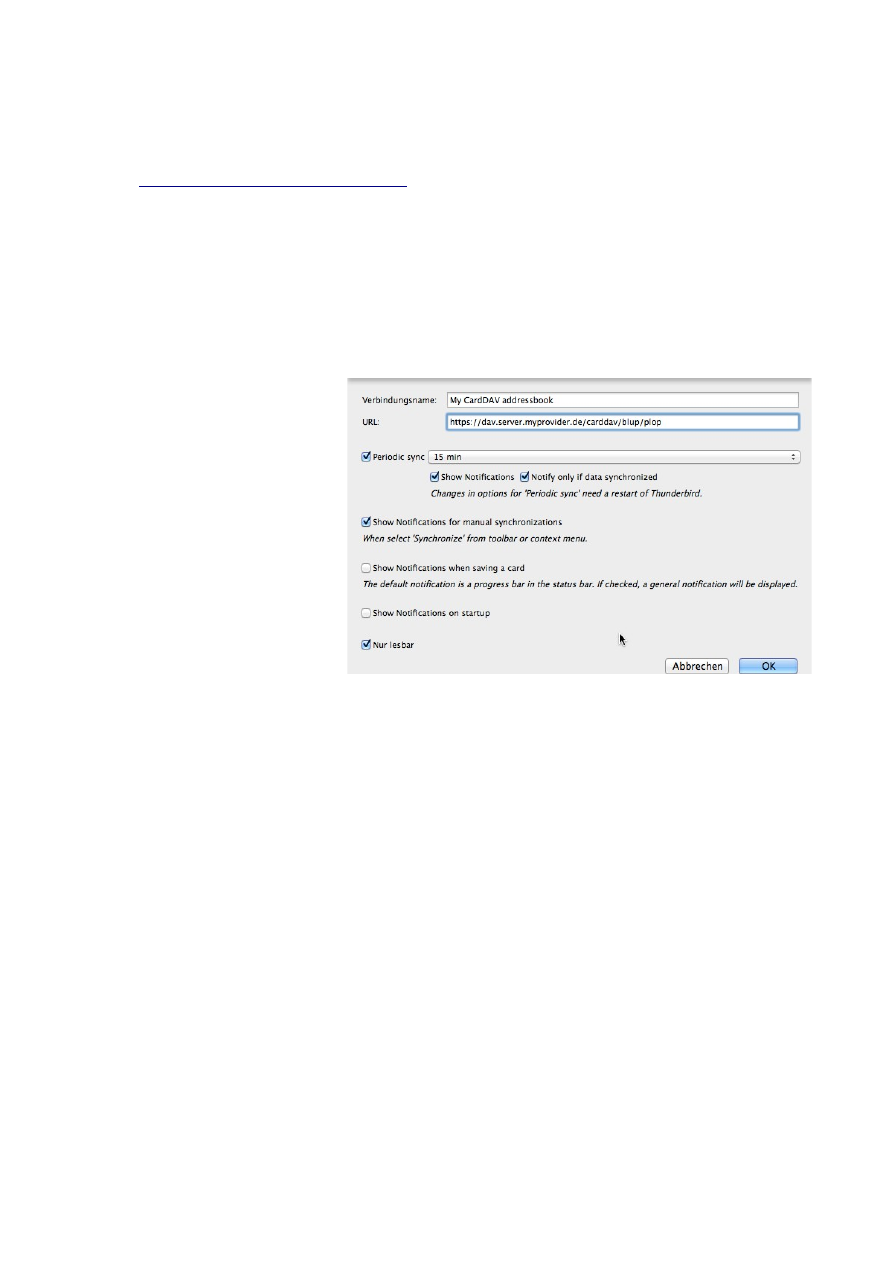 Verbindungsname: My CardDAV addressbook
URL: https://dav.server.myprovider.de/carddav/blup/plop
Periodic sync 15 min
Show Notifications Notify only if data synchronized
Changes in options for 'Periodic sync' need a restart of Thunderbird.
Show Notifications for manual synchronizations
When select 'Synchronize' from toolbar or context menu.
Show Notifications when saving a card
The default notification is a progress bar in the status bar. If checked, a general notification will be displayed.
Show Notifications on startup
Nur lesbar
Abbrechen OK